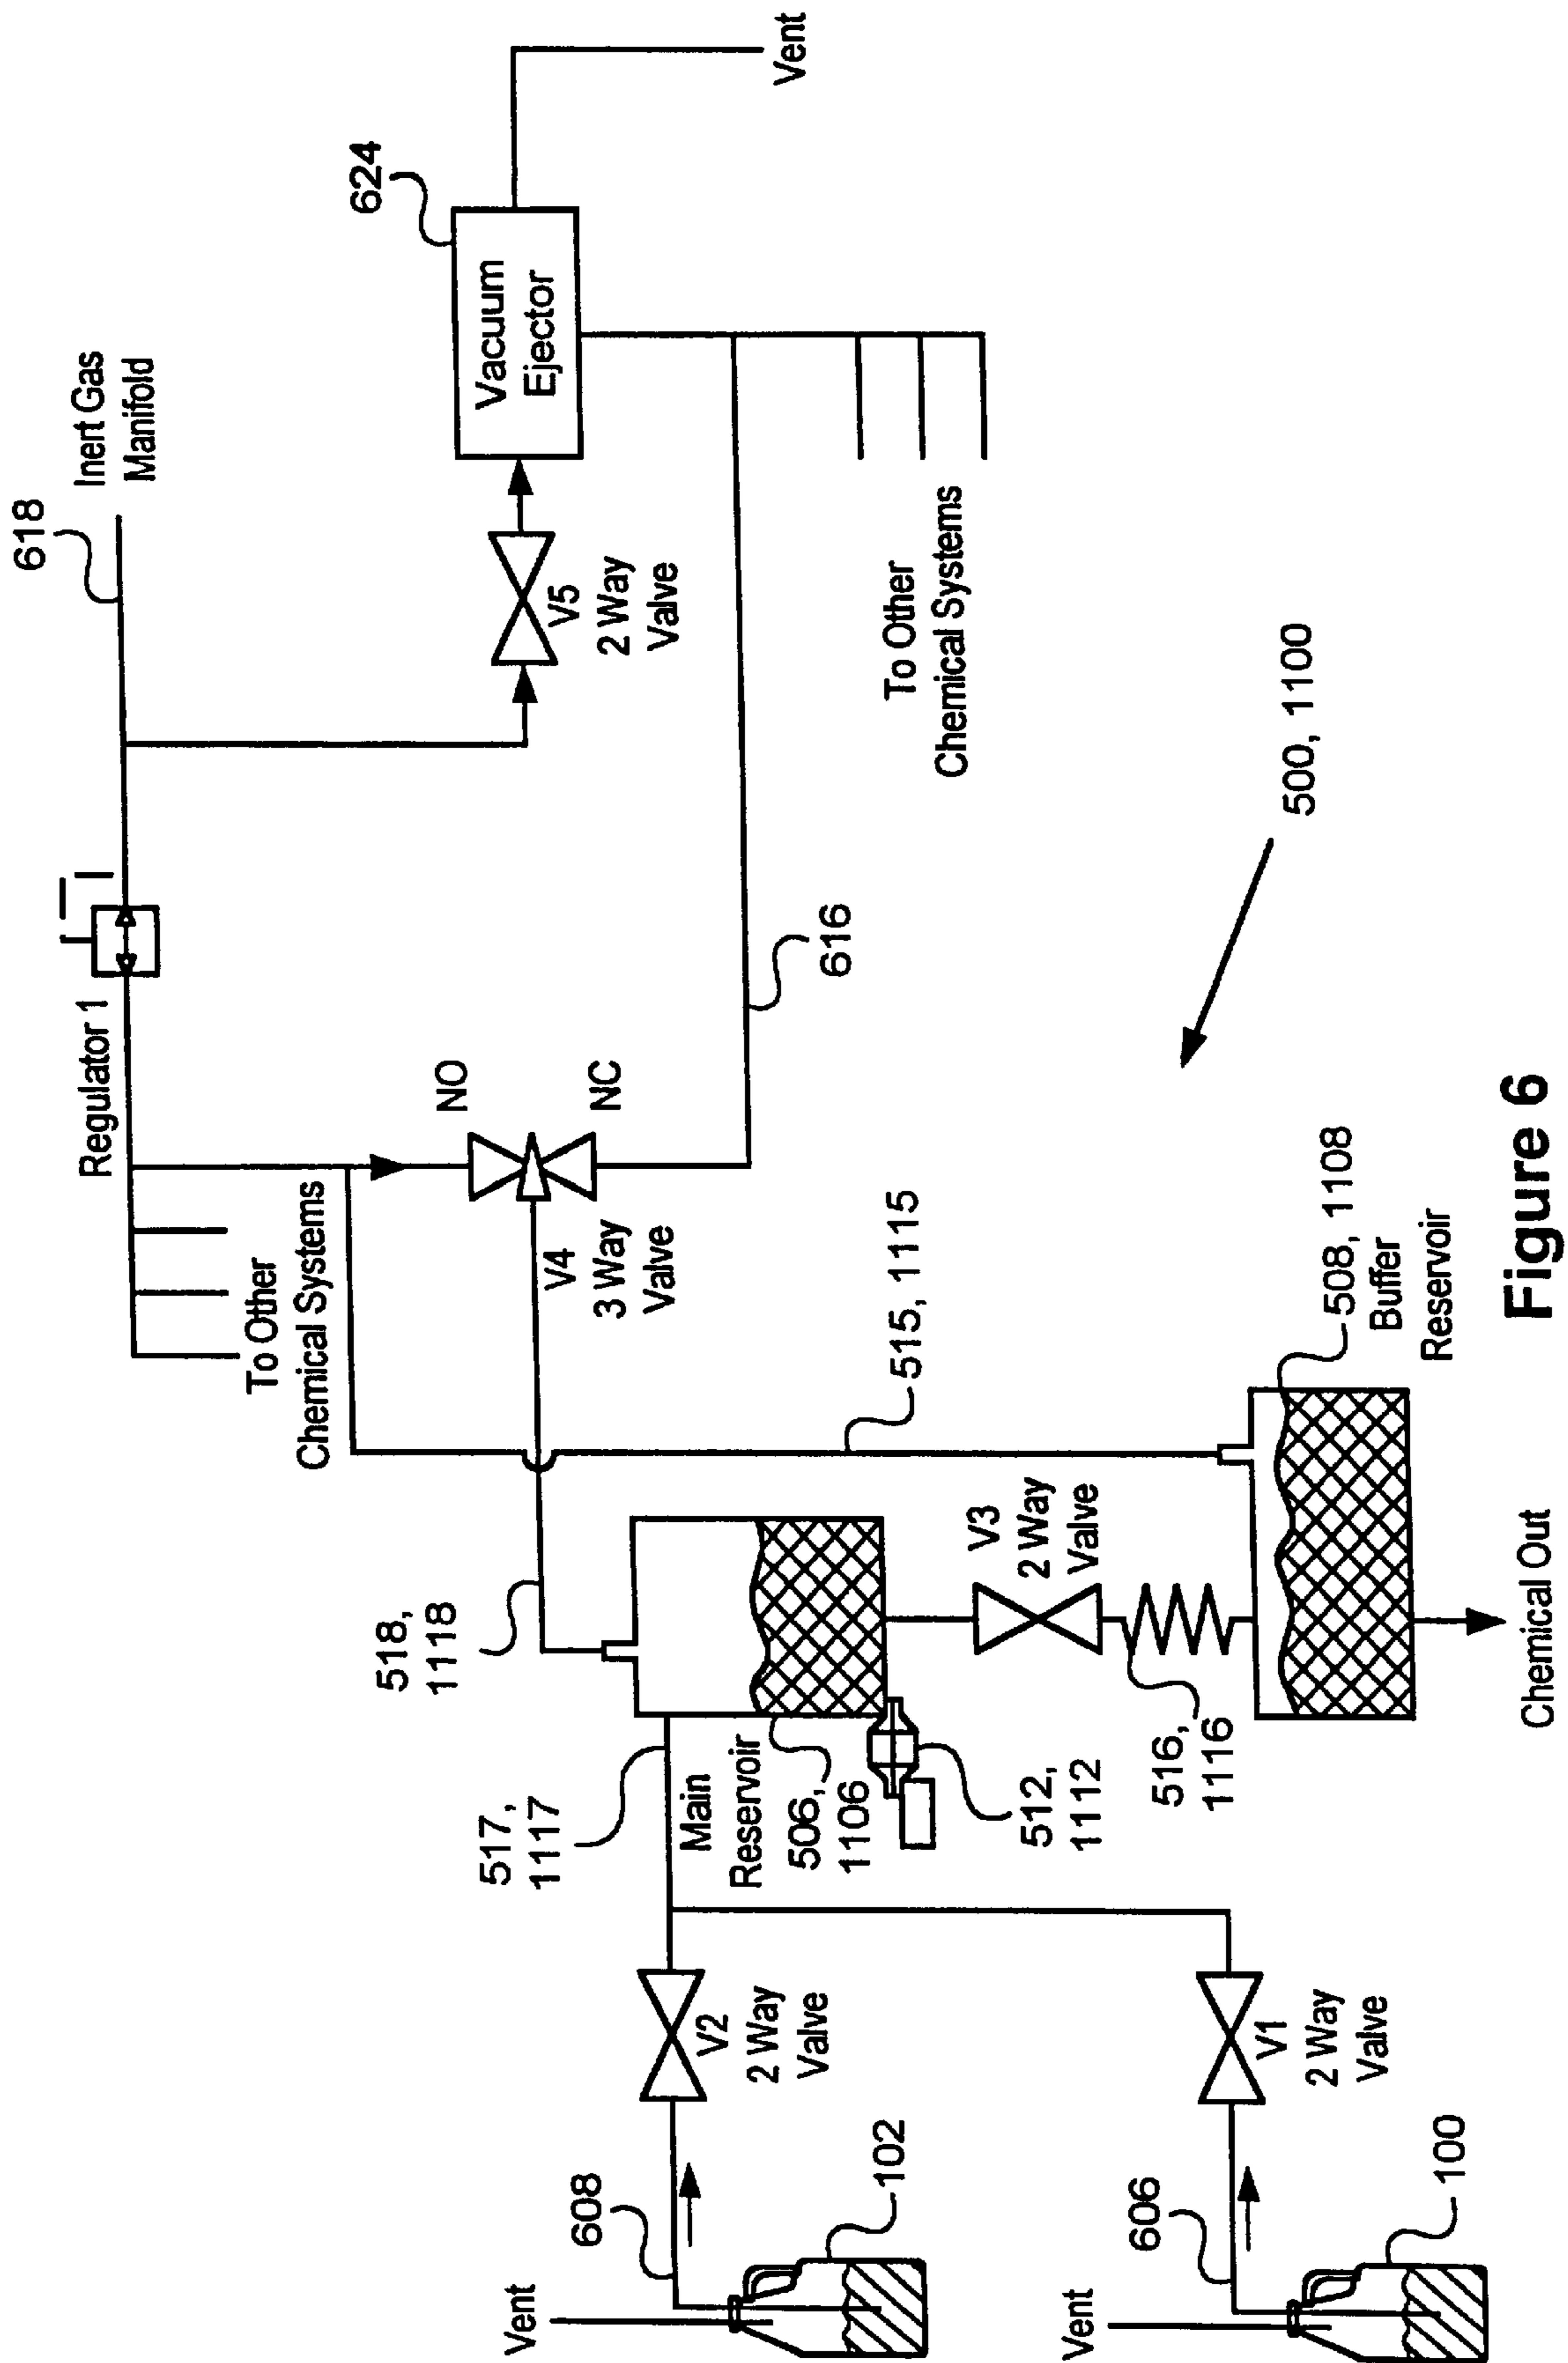 618
Inert Gas
Manifold
Regulator 1
To Other
Chemical Systems
NO
NC
V4
3 Way
Valve
V5
2 Way
Valve
Vacuum
Ejector
624
Vent
616
To Other
Chemical Systems
518,
1118
517,
1117
Main
Reservoir
506,
1106
512,
1112
V3
2 Way
Valve
516,
1116
515, 1115
508, 1108
Buffer
Reservoir
Chemical Out
V2
2 Way
Valve
608
Vent
102
V1
2 Way
Valve
606
Vent
100
500, 1100
Figure 6